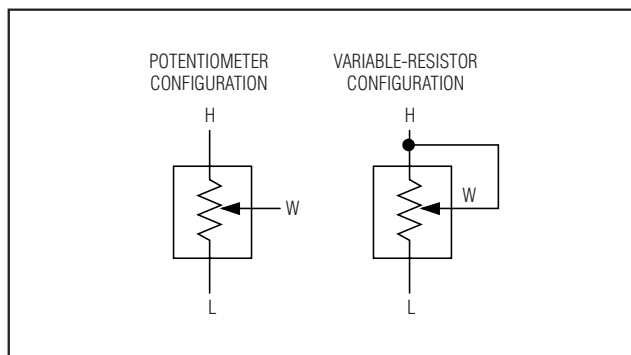 POTENTIOMETER
CONFIGURATION
H
W
L
VARIABLE-RESISTOR
CONFIGURATION
H
W
L